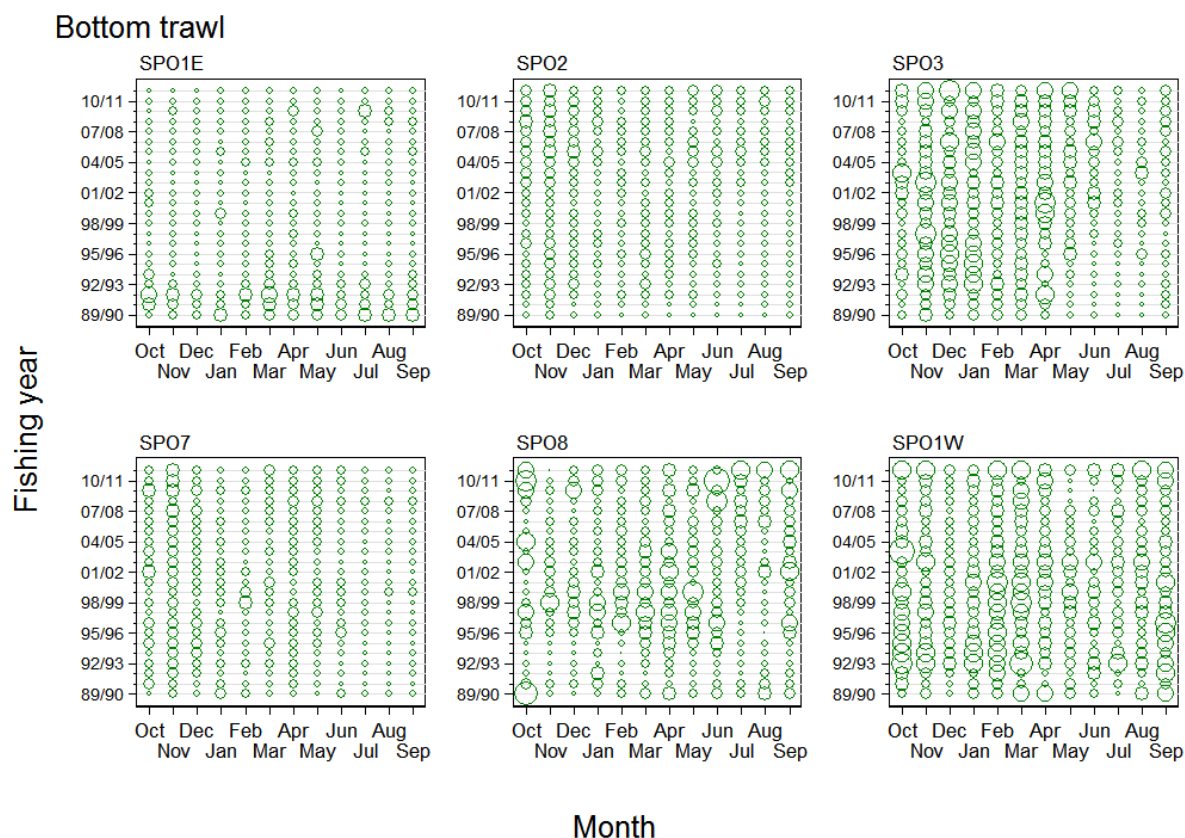 Bottom trawl
SPO1E
SPO2
SPO3
10/11
07/08
04/05
01/02
98/99
95/96
92/93
89/90
Oct Dec Feb Apr Jun Aug
Nov Jan Mar May Jul Sep
10/11
07/08
04/05
01/02
98/99
95/96
92/93
89/90
Oct Dec Feb Apr Jun Aug
Nov Jan Mar May Jul Sep
10/11
07/08
04/05
01/02
98/99
95/96
92/93
89/90
Oct Dec Feb Apr Jun Aug
Nov Jan Mar May Jul Sep
Fishing year
SPO7
SPO8
SPO1W
10/11
07/08
04/05
01/02
98/99
95/96
92/93
89/90
Oct Dec Feb Apr Jun Aug
Nov Jan Mar May Jul Sep
10/11
07/08
04/05
01/02
98/99
95/96
92/93
89/90
Oct Dec Feb Apr Jun Aug
Nov Jan Mar May Jul Sep
10/11
07/08
04/05
01/02
98/99
95/96
92/93
89/90
Oct Dec Feb Apr Jun Aug
Nov Jan Mar May Jul Sep
Month